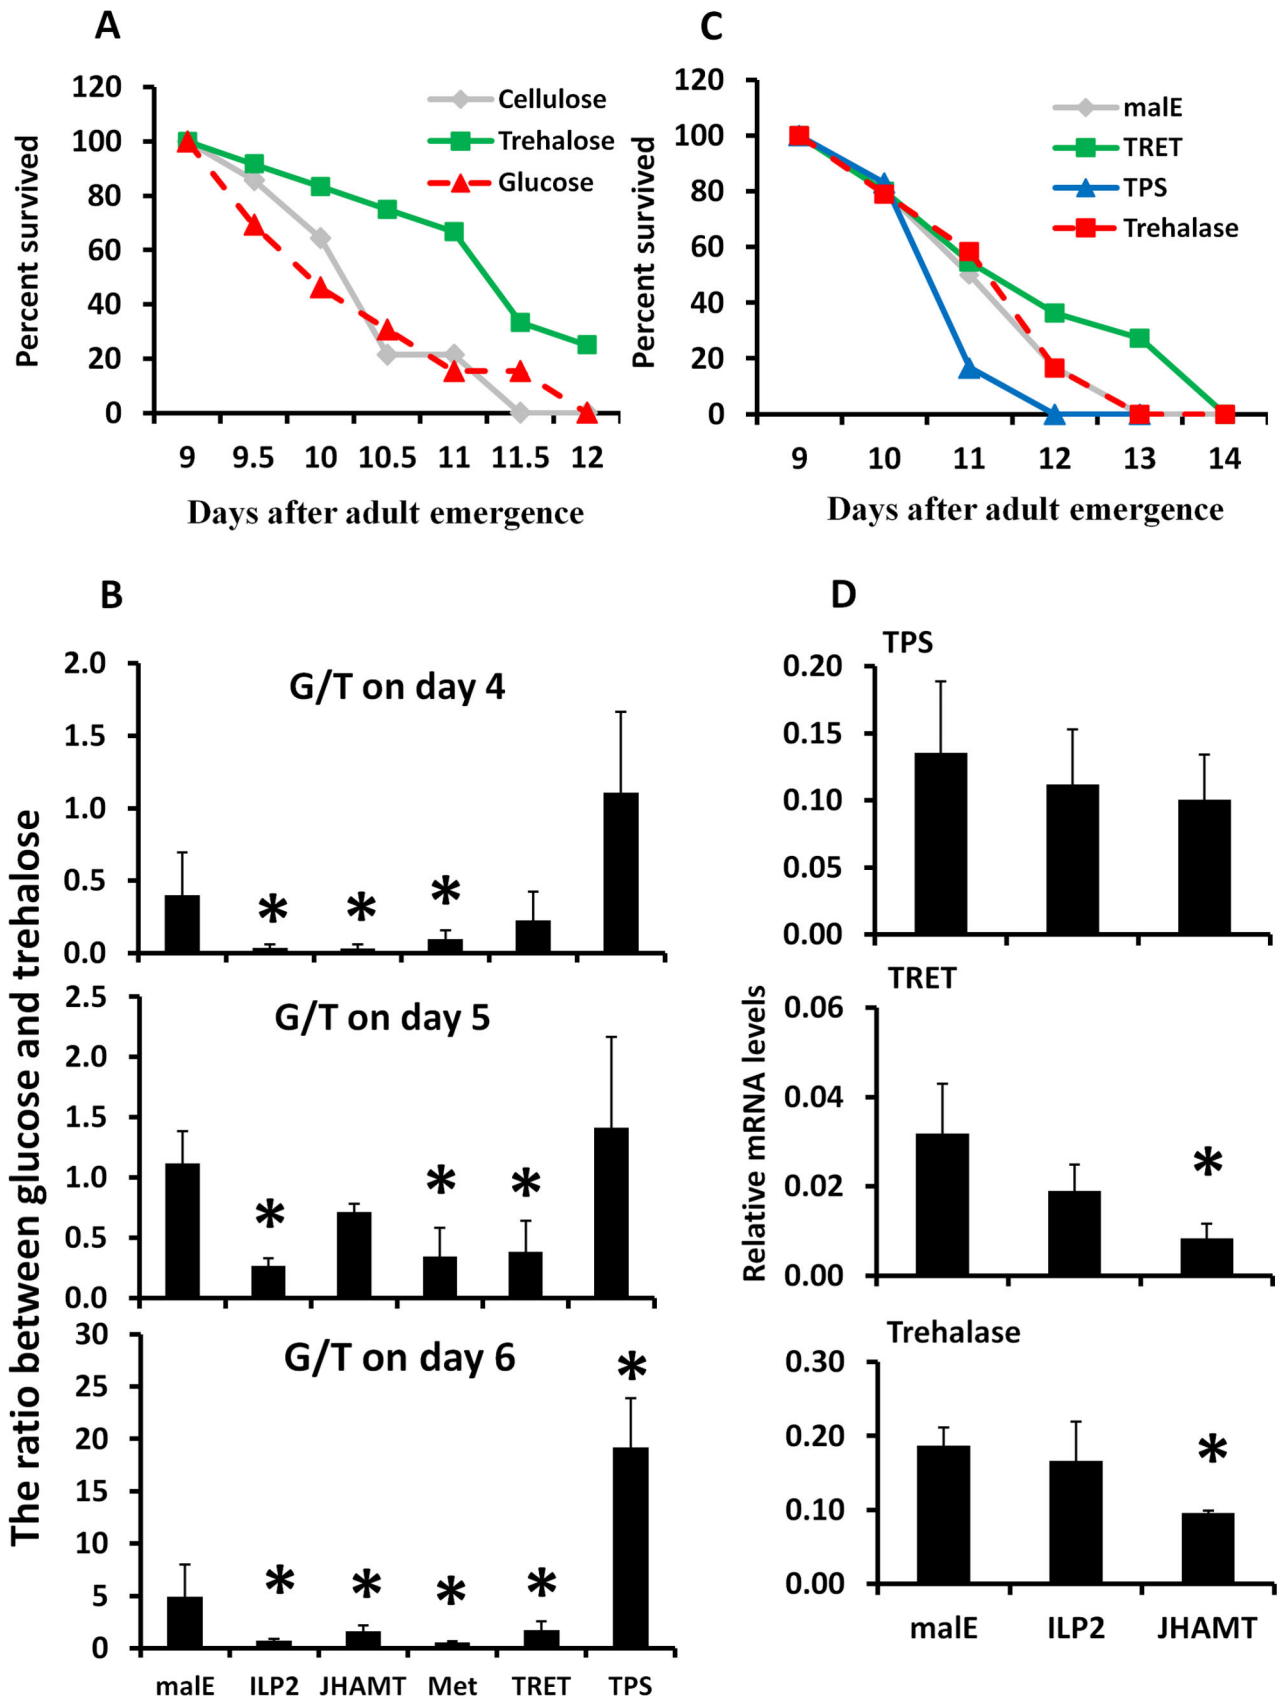 A
120
100
80
60
40
20
0
Percent survived
Cellulose
Trehalose
Glucose
9 9.5 10 10.5 11 11.5 12
Days after adult emergence
C
120
100
80
60
40
20
0
Percent survived
malE
TRET
TPS
Trehalase
9 10 11 12 13 14
Days after adult emergence
B
The ratio between glucose and trehalose
G/T on day 4
2.0
1.5
1.0
0.5
0.0
* * *
G/T on day 5
2.5
2.0
1.5
1.0
0.5
0.0
* * *
G/T on day 6
30
25
20
15
10
5
0
* * * * *
malE ILP2 JHAMT Met TRET TPS
D
Relative mRNA levels
TPS
0.20
0.15
0.10
0.05
0.00
TRET
0.06
0.04
0.02
0.00
*
Trehalase
0.30
0.20
0.10
0.00
*
malE ILP2 JHAMT